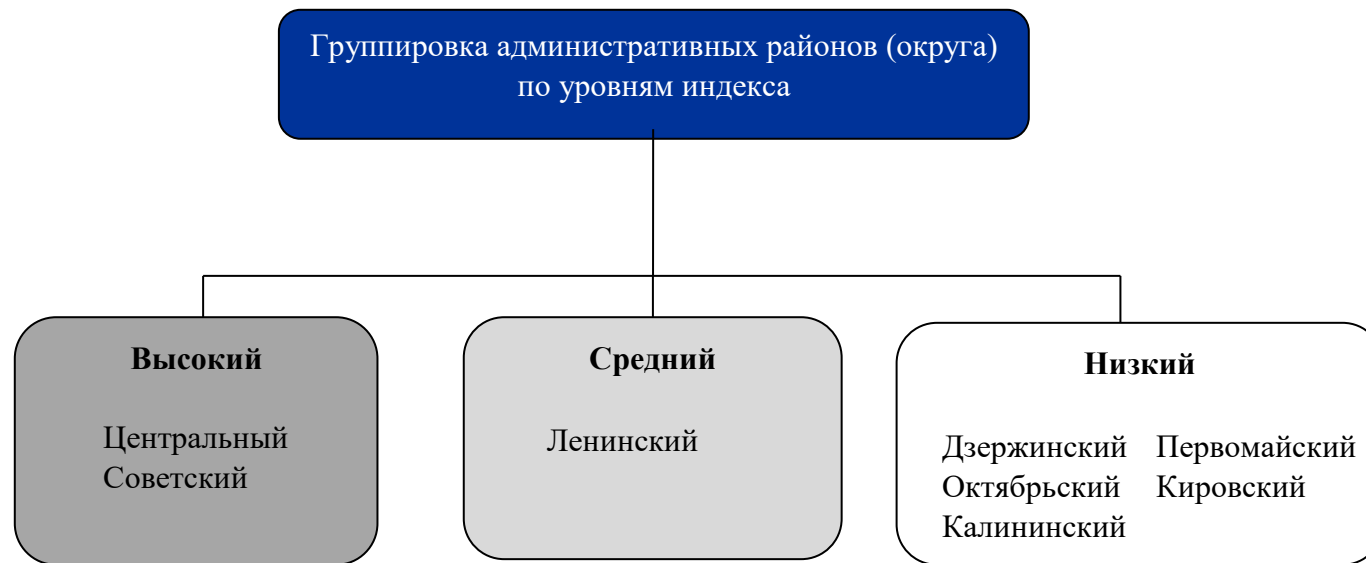 Группировка административных районов (округа)
по уровням индекса
Высокий
Центральный
Советский
Средний
Ленинский
Низкий
Дзержинский Первомайский
Октябрьский Кировский
Калининский